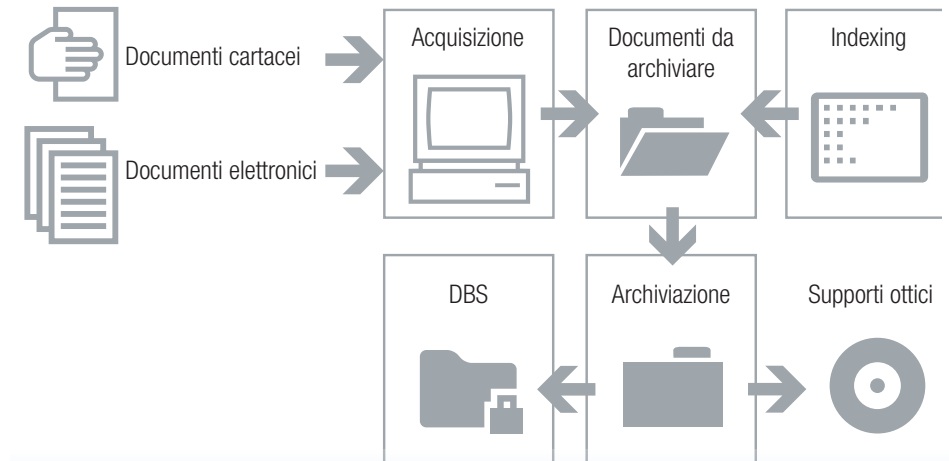 Documenti cartacei
Acquisizione
Documenti da
archiviare
Indexing
Documenti elettronici
DBS
Archiviazione
Supporti ottici